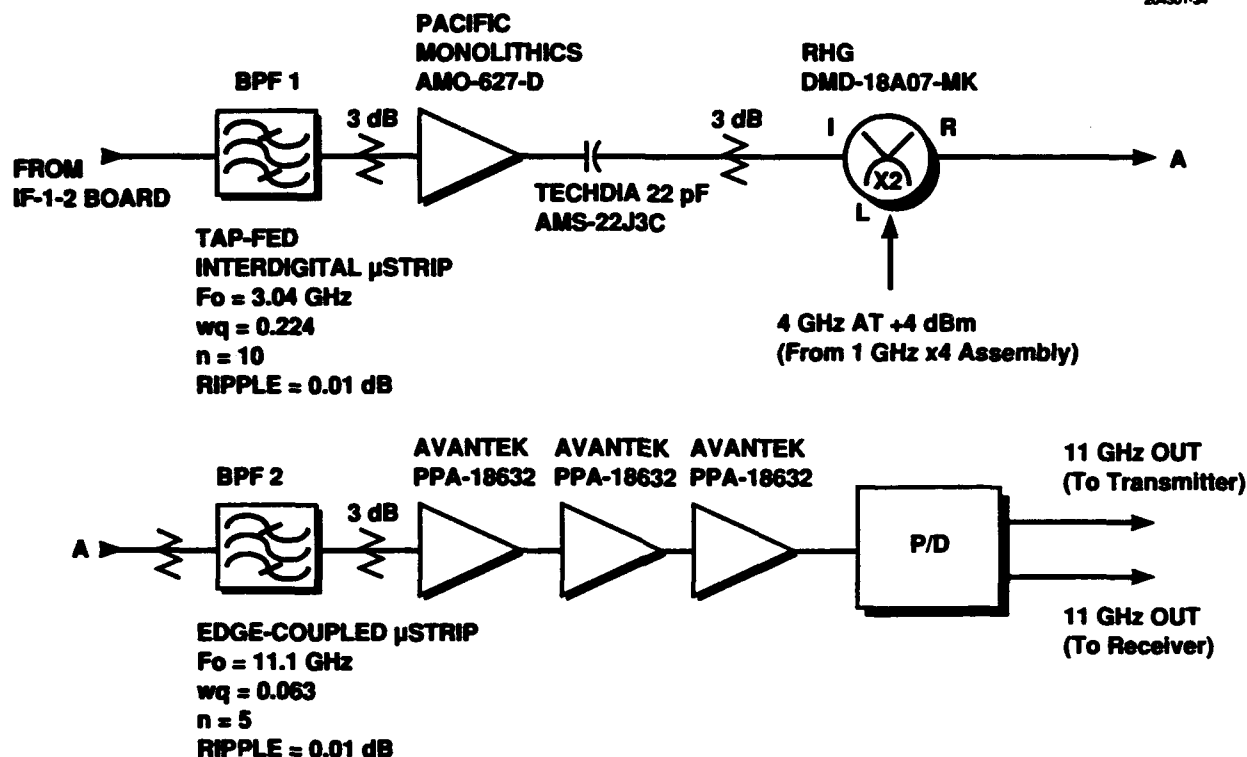 PACIFIC
MONOLITHICS
AMO-627-D
RHG
DMD-18A07-MK
BPF 1
3 dB
3 dB
I
R
X2
L
A
FROM
IF-1-2 BOARD
TECHDIA 22 pF
AMS-22J3C
TAP-FED
INTERDIGITAL µSTRIP
Fo = 3.04 GHz
wq = 0.224
n = 10
RIPPLE = 0.01 dB
4 GHz AT +4 dBm
(From 1 GHz x4 Assembly)
AVANTEK
PPA-18632
AVANTEK
PPA-18632
AVANTEK
PPA-18632
BPF 2
3 dB
A
P/D
11 GHz OUT
(To Transmitter)
11 GHz OUT
(To Receiver)
EDGE-COUPLED µSTRIP
Fo = 11.1 GHz
wq = 0.063
n = 5
RIPPLE = 0.01 dB